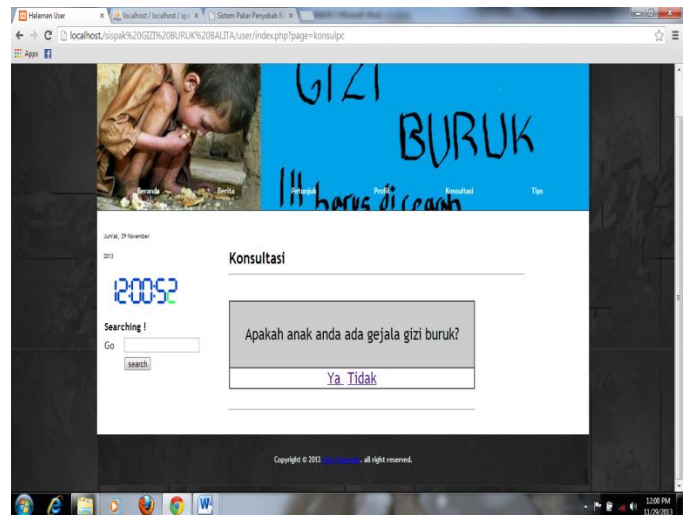 Halaman User
localhost / localhost / sp
Sistem Pakar Penyebab G
localhost./sispak%20GIZI%20BURUK%20BALITA/user/index.php?page=konsulpc
Apps
GIZI
BURUK
!!! harus dicegah
Beranda Berita Petunjuk Profil Konsultasi Tips
Jum'at, 29 November
2013
12:00:52
Searching !
Go
search
Konsultasi
Apakah anak anda ada gejala gizi buruk?
Ya Tidak
Copyright © 2013 , all right reserved.
12:00 PM
11/29/2013